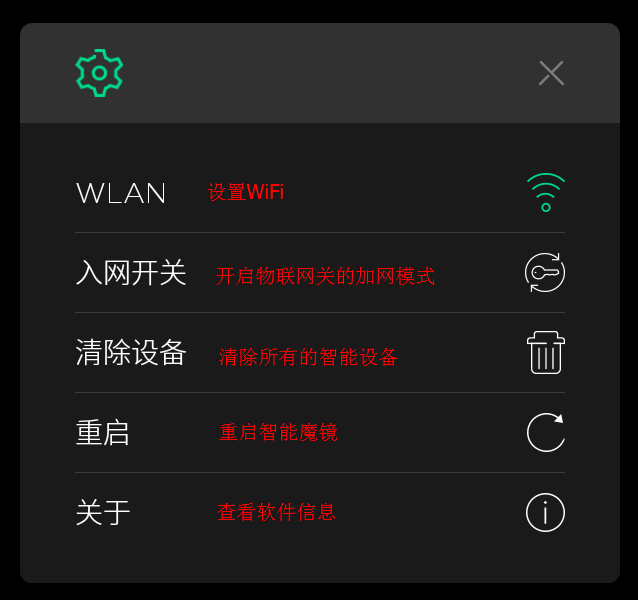 WLAN 设置WiFi
入网开关 开启物联网关的加网模式
清除设备 清除所有的智能设备
重启 重启智能魔镜
关于 查看软件信息